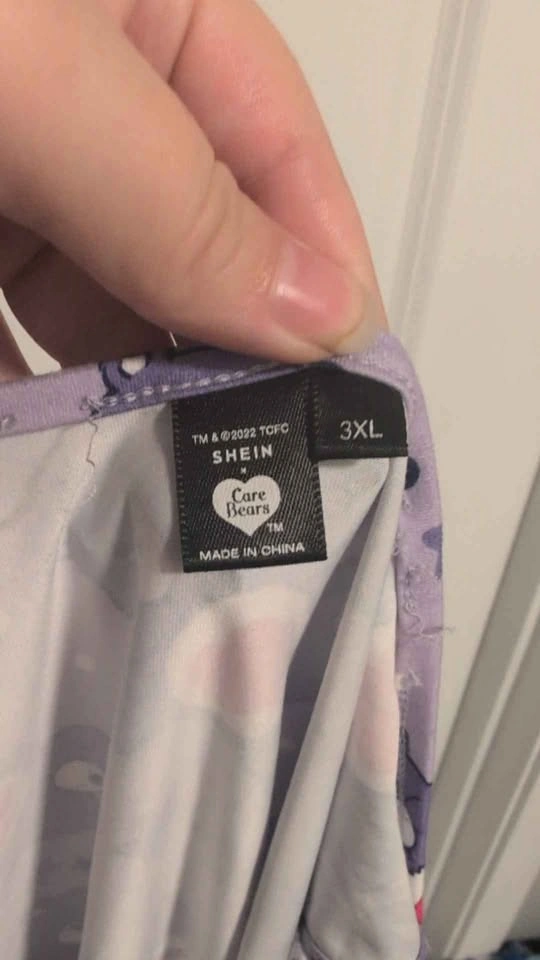 TM & ©2022 TCFC
SHEIN
×
Care
Bears
TM
MADE IN CHINA
3XL